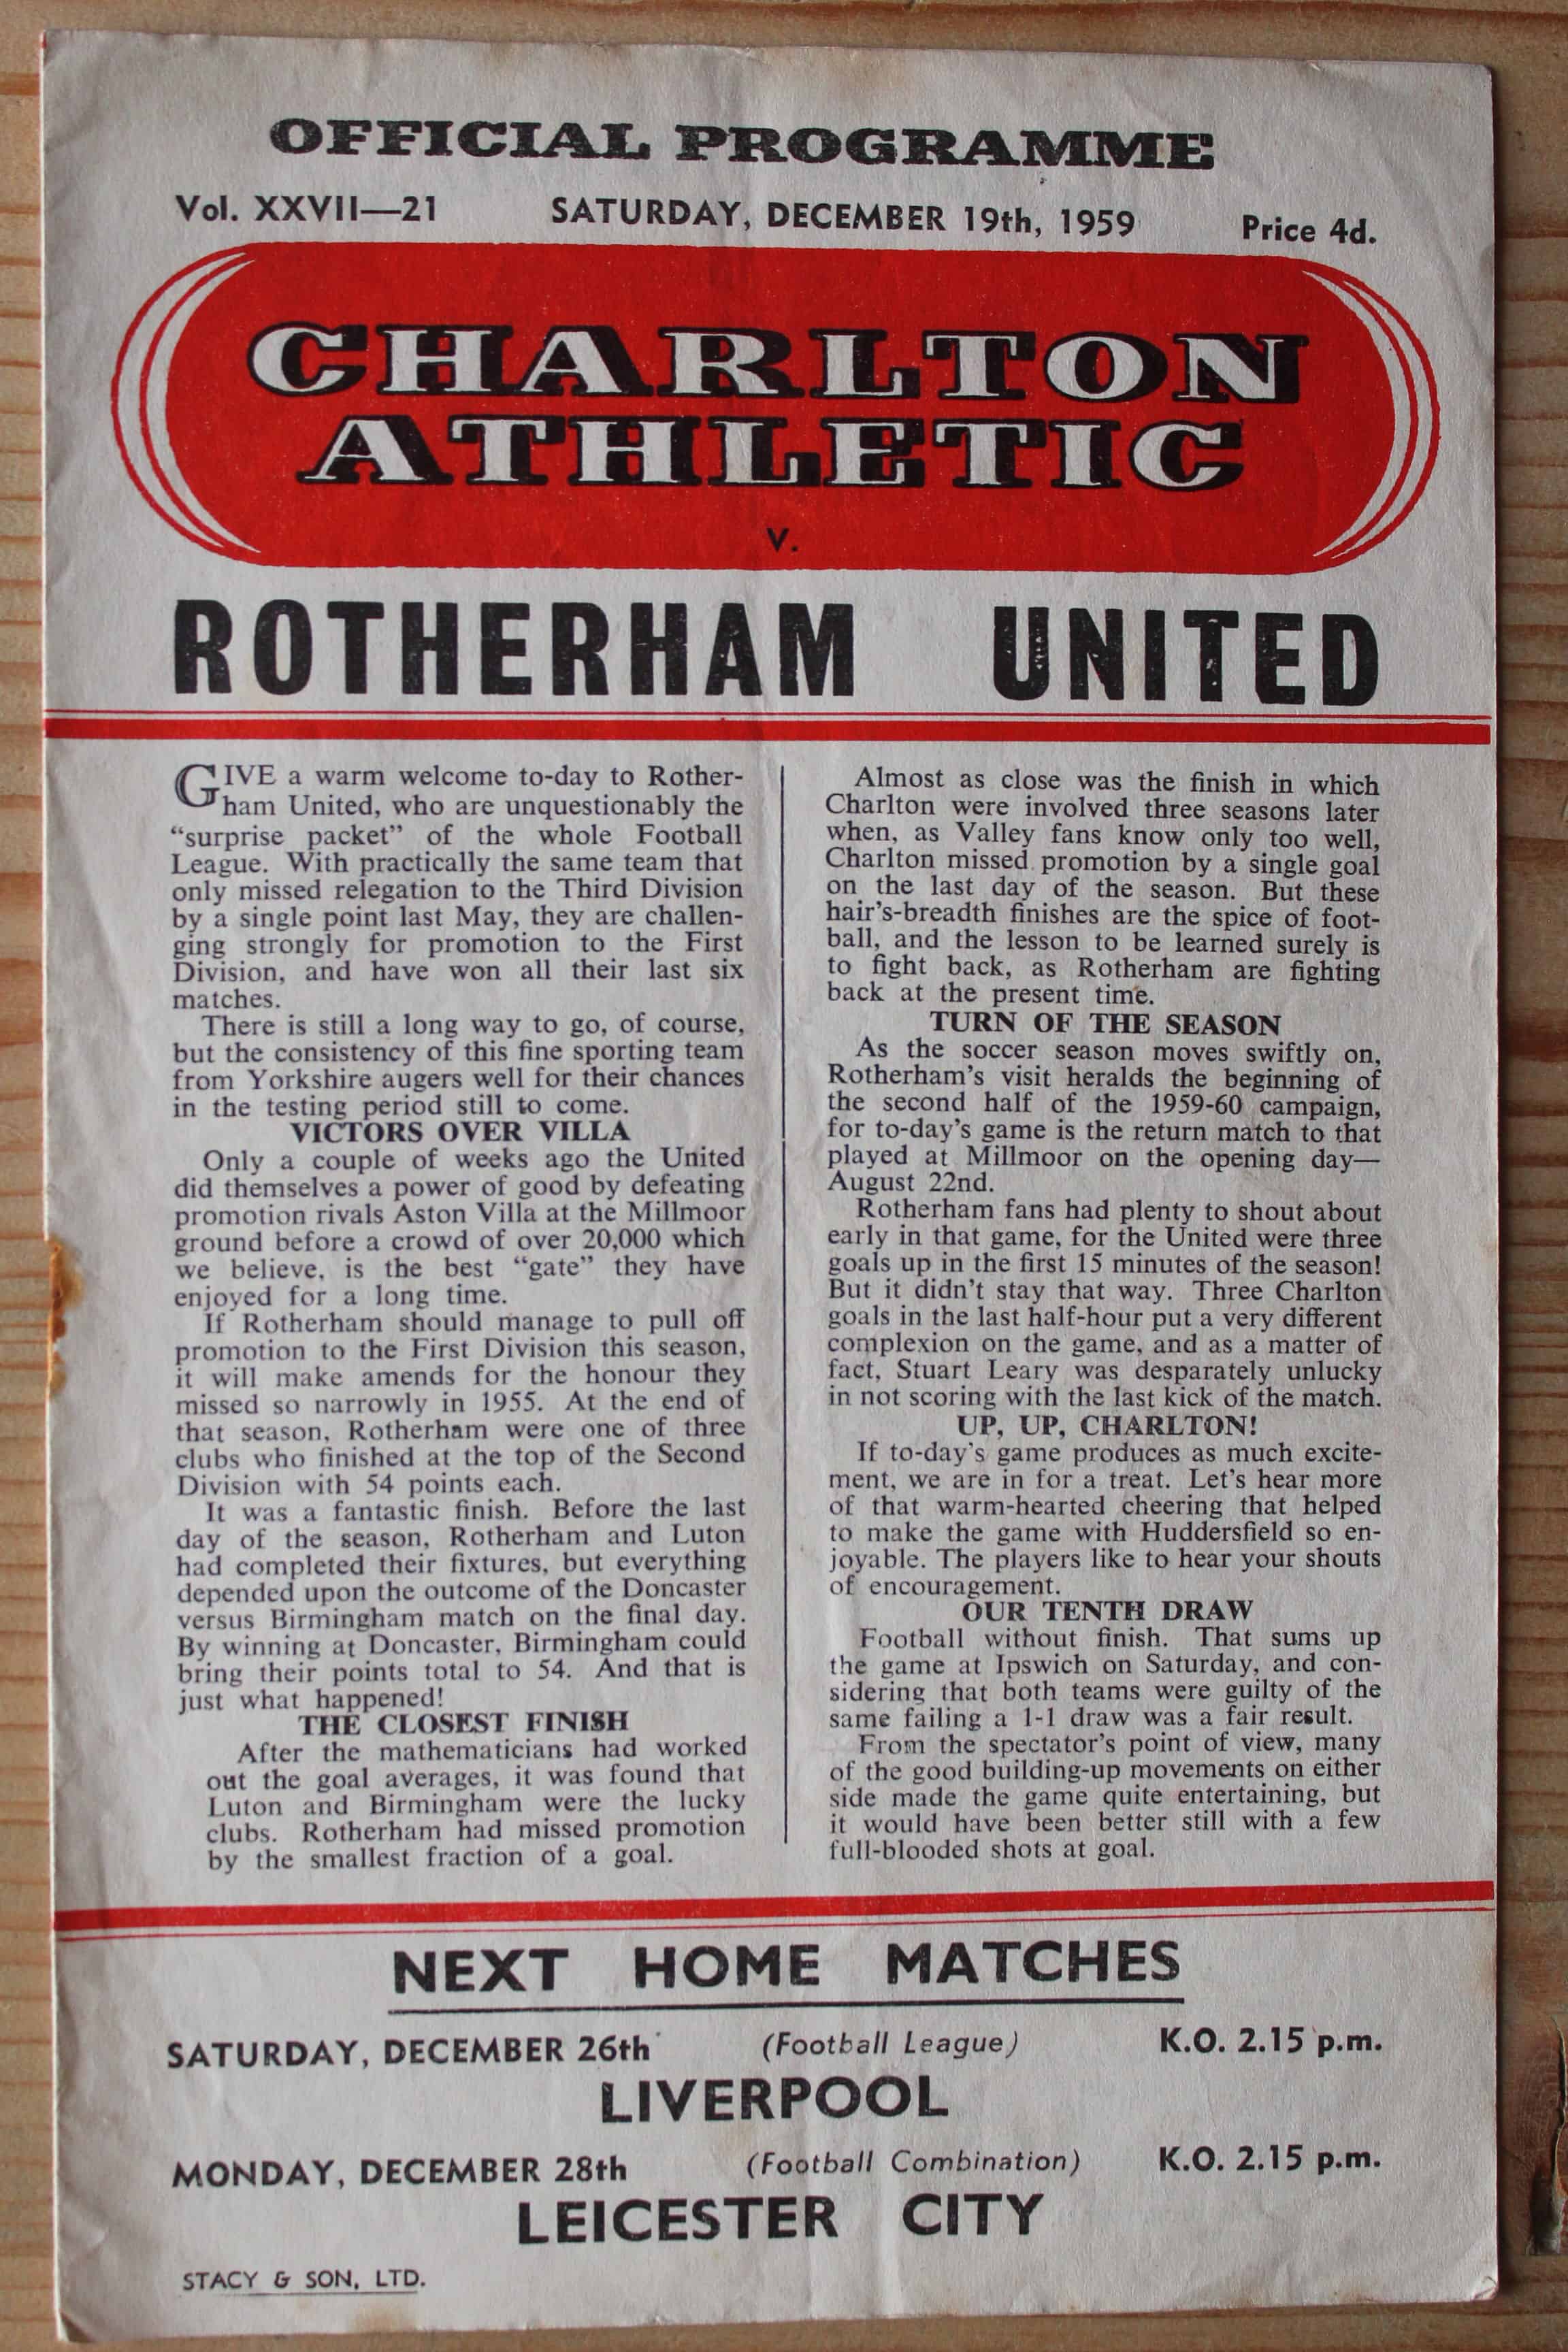 OFFICIAL PROGRAMME
Vol. XXVII—21 SATURDAY, DECEMBER 19th, 1959 Price 4d.
CHARLTON
ATHLETIC
v.
ROTHERHAM UNITED
GIVE a warm welcome to-day to Rother-
ham United, who are unquestionably the
“surprise packet” of the whole Football
League. With practically the same team that
only missed relegation to the Third Division
by a single point last May, they are challen-
ging strongly for promotion to the First
Division, and have won all their last six
matches.
There is still a long way to go, of course,
but the consistency of this fine sporting team
from Yorkshire augers well for their chances
in the testing period still to come.
VICTORS OVER VILLA
Only a couple of weeks ago the United
did themselves a power of good by defeating
promotion rivals Aston Villa at the Millmoor
ground before a crowd of over 20,000 which
we believe, is the best “gate” they have
enjoyed for a long time.
If Rotherham should manage to pull off
promotion to the First Division this season,
it will make amends for the honour they
missed so narrowly in 1955. At the end of
that season, Rotherham were one of three
clubs who finished at the top of the Second
Division with 54 points each.
It was a fantastic finish. Before the last
day of the season, Rotherham and Luton
had completed their fixtures, but everything
depended upon the outcome of the Doncaster
versus Birmingham match on the final day.
By winning at Doncaster, Birmingham could
bring their points total to 54. And that is
just what happened!
THE CLOSEST FINISH
After the mathematicians had worked
out the goal averages, it was found that
Luton and Birmingham were the lucky
clubs. Rotherham had missed promotion
by the smallest fraction of a goal.
Almost as close was the finish in which
Charlton were involved three seasons later
when, as Valley fans know only too well,
Charlton missed promotion by a single goal
on the last day of the season. But these
hair's-breadth finishes are the spice of foot-
ball, and the lesson to be learned surely is
to fight back, as Rotherham are fighting
back at the present time.
TURN OF THE SEASON
As the soccer season moves swiftly on,
Rotherham's visit heralds the beginning of
the second half of the 1959-60 campaign,
for to-day's game is the return match to that
played at Millmoor on the opening day—
August 22nd.
Rotherham fans had plenty to shout about
early in that game, for the United were three
goals up in the first 15 minutes of the season!
But it didn't stay that way. Three Charlton
goals in the last half-hour put a very different
complexion on the game, and as a matter of
fact, Stuart Leary was desparately unlucky
in not scoring with the last kick of the match.
UP, UP, CHARLTON!
If to-day's game produces as much excite-
ment, we are in for a treat. Let's hear more
of that warm-hearted cheering that helped
to make the game with Huddersfield so en-
joyable. The players like to hear your shouts
of encouragement.
OUR TENTH DRAW
Football without finish. That sums up
the game at Ipswich on Saturday, and con-
sidering that both teams were guilty of the
same failing a 1-1 draw was a fair result.
From the spectator's point of view, many
of the good building-up movements on either
side made the game quite entertaining, but
it would have been better still with a few
full-blooded shots at goal.
NEXT HOME MATCHES
SATURDAY, DECEMBER 26th (Football League) K.O. 2.15 p.m.
LIVERPOOL
MONDAY, DECEMBER 28th (Football Combination) K.O. 2.15 p.m.
LEICESTER CITY
STACY & SON, LTD.